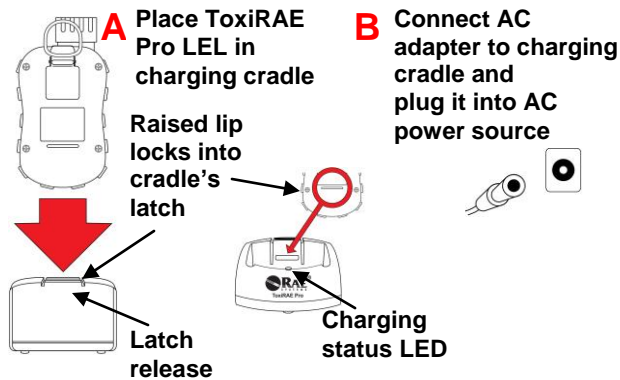 A
Place ToxiRAE
Pro LEL in
charging cradle
B
Connect AC
adapter to charging
cradle and
plug it into AC
power source
Raised lip
locks into
cradle's
latch
RAE
SYSTEMS
ToxiRAE Pro
Latch
release
Charging
status LED